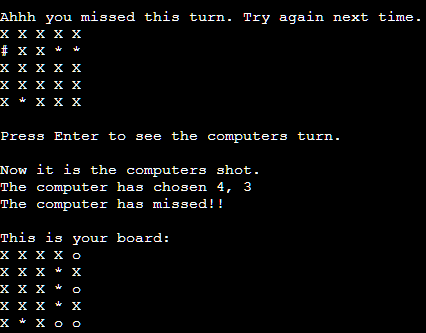 Ahhh you missed this turn. Try again next time.
X X X X X
# X X * *
X X X X X
X X X X X
X * X X X
Press Enter to see the computers turn.
Now it is the computers shot.
The computer has chosen 4, 3
The computer has missed!!
This is your board:
X X X X o
X X X * X
X X X * o
X X X * X
X * X o o